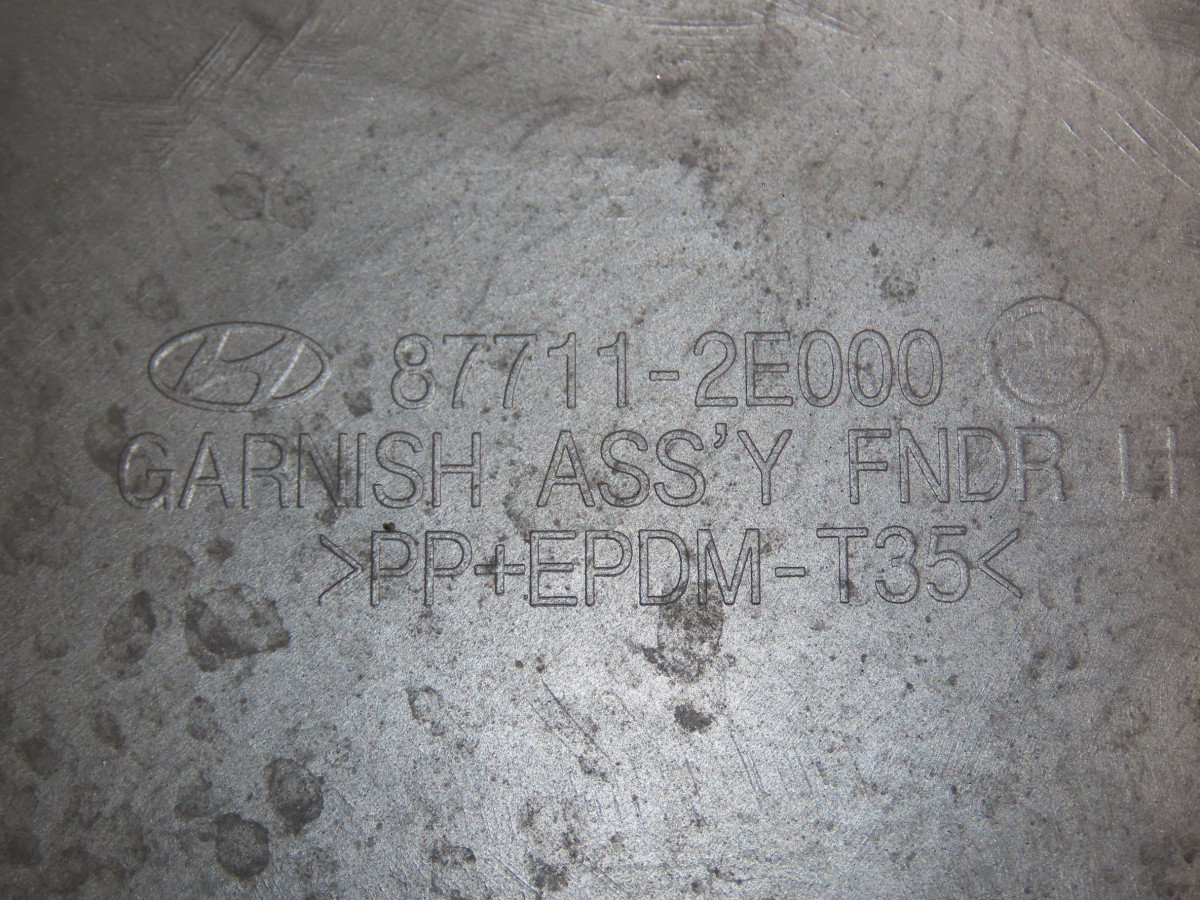 87711-2E000
GARNISH ASS'Y FNDR LH
>PP+EPDM-T35<